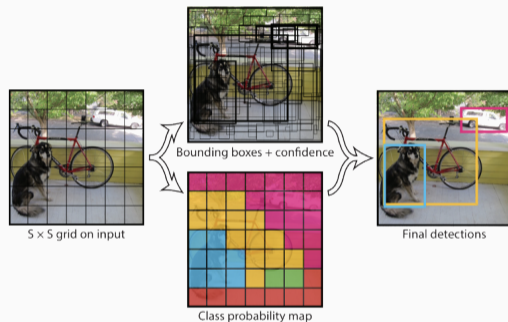 S × S grid on input
Bounding boxes + confidence
Class probability map
Final detections